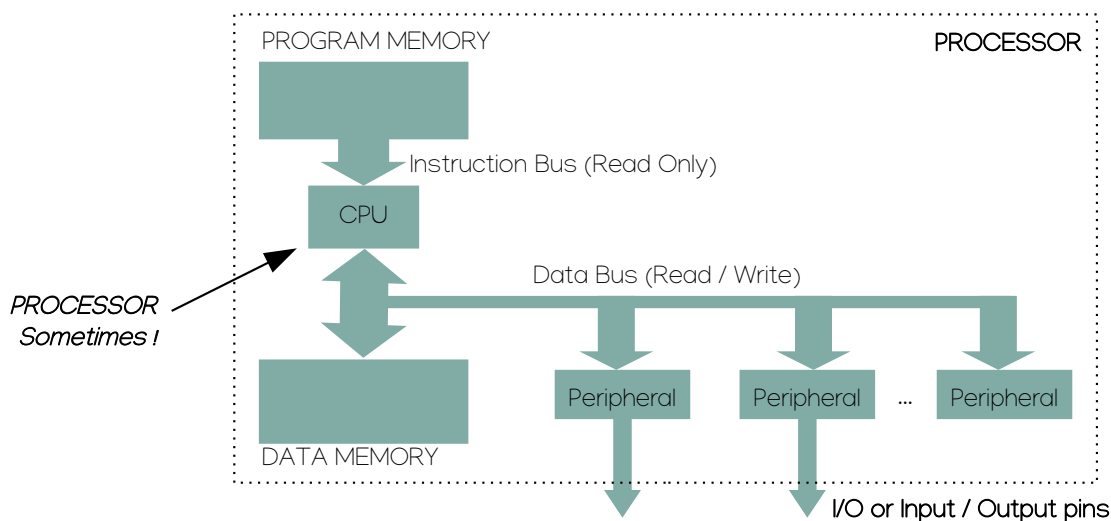 PROGRAM MEMORY
PROCESSOR
Instruction Bus (Read Only)
CPU
Data Bus (Read / Write)
PROCESSOR
Sometimes !
Peripheral
Peripheral
...
Peripheral
DATA MEMORY
I/O or Input / Output pins